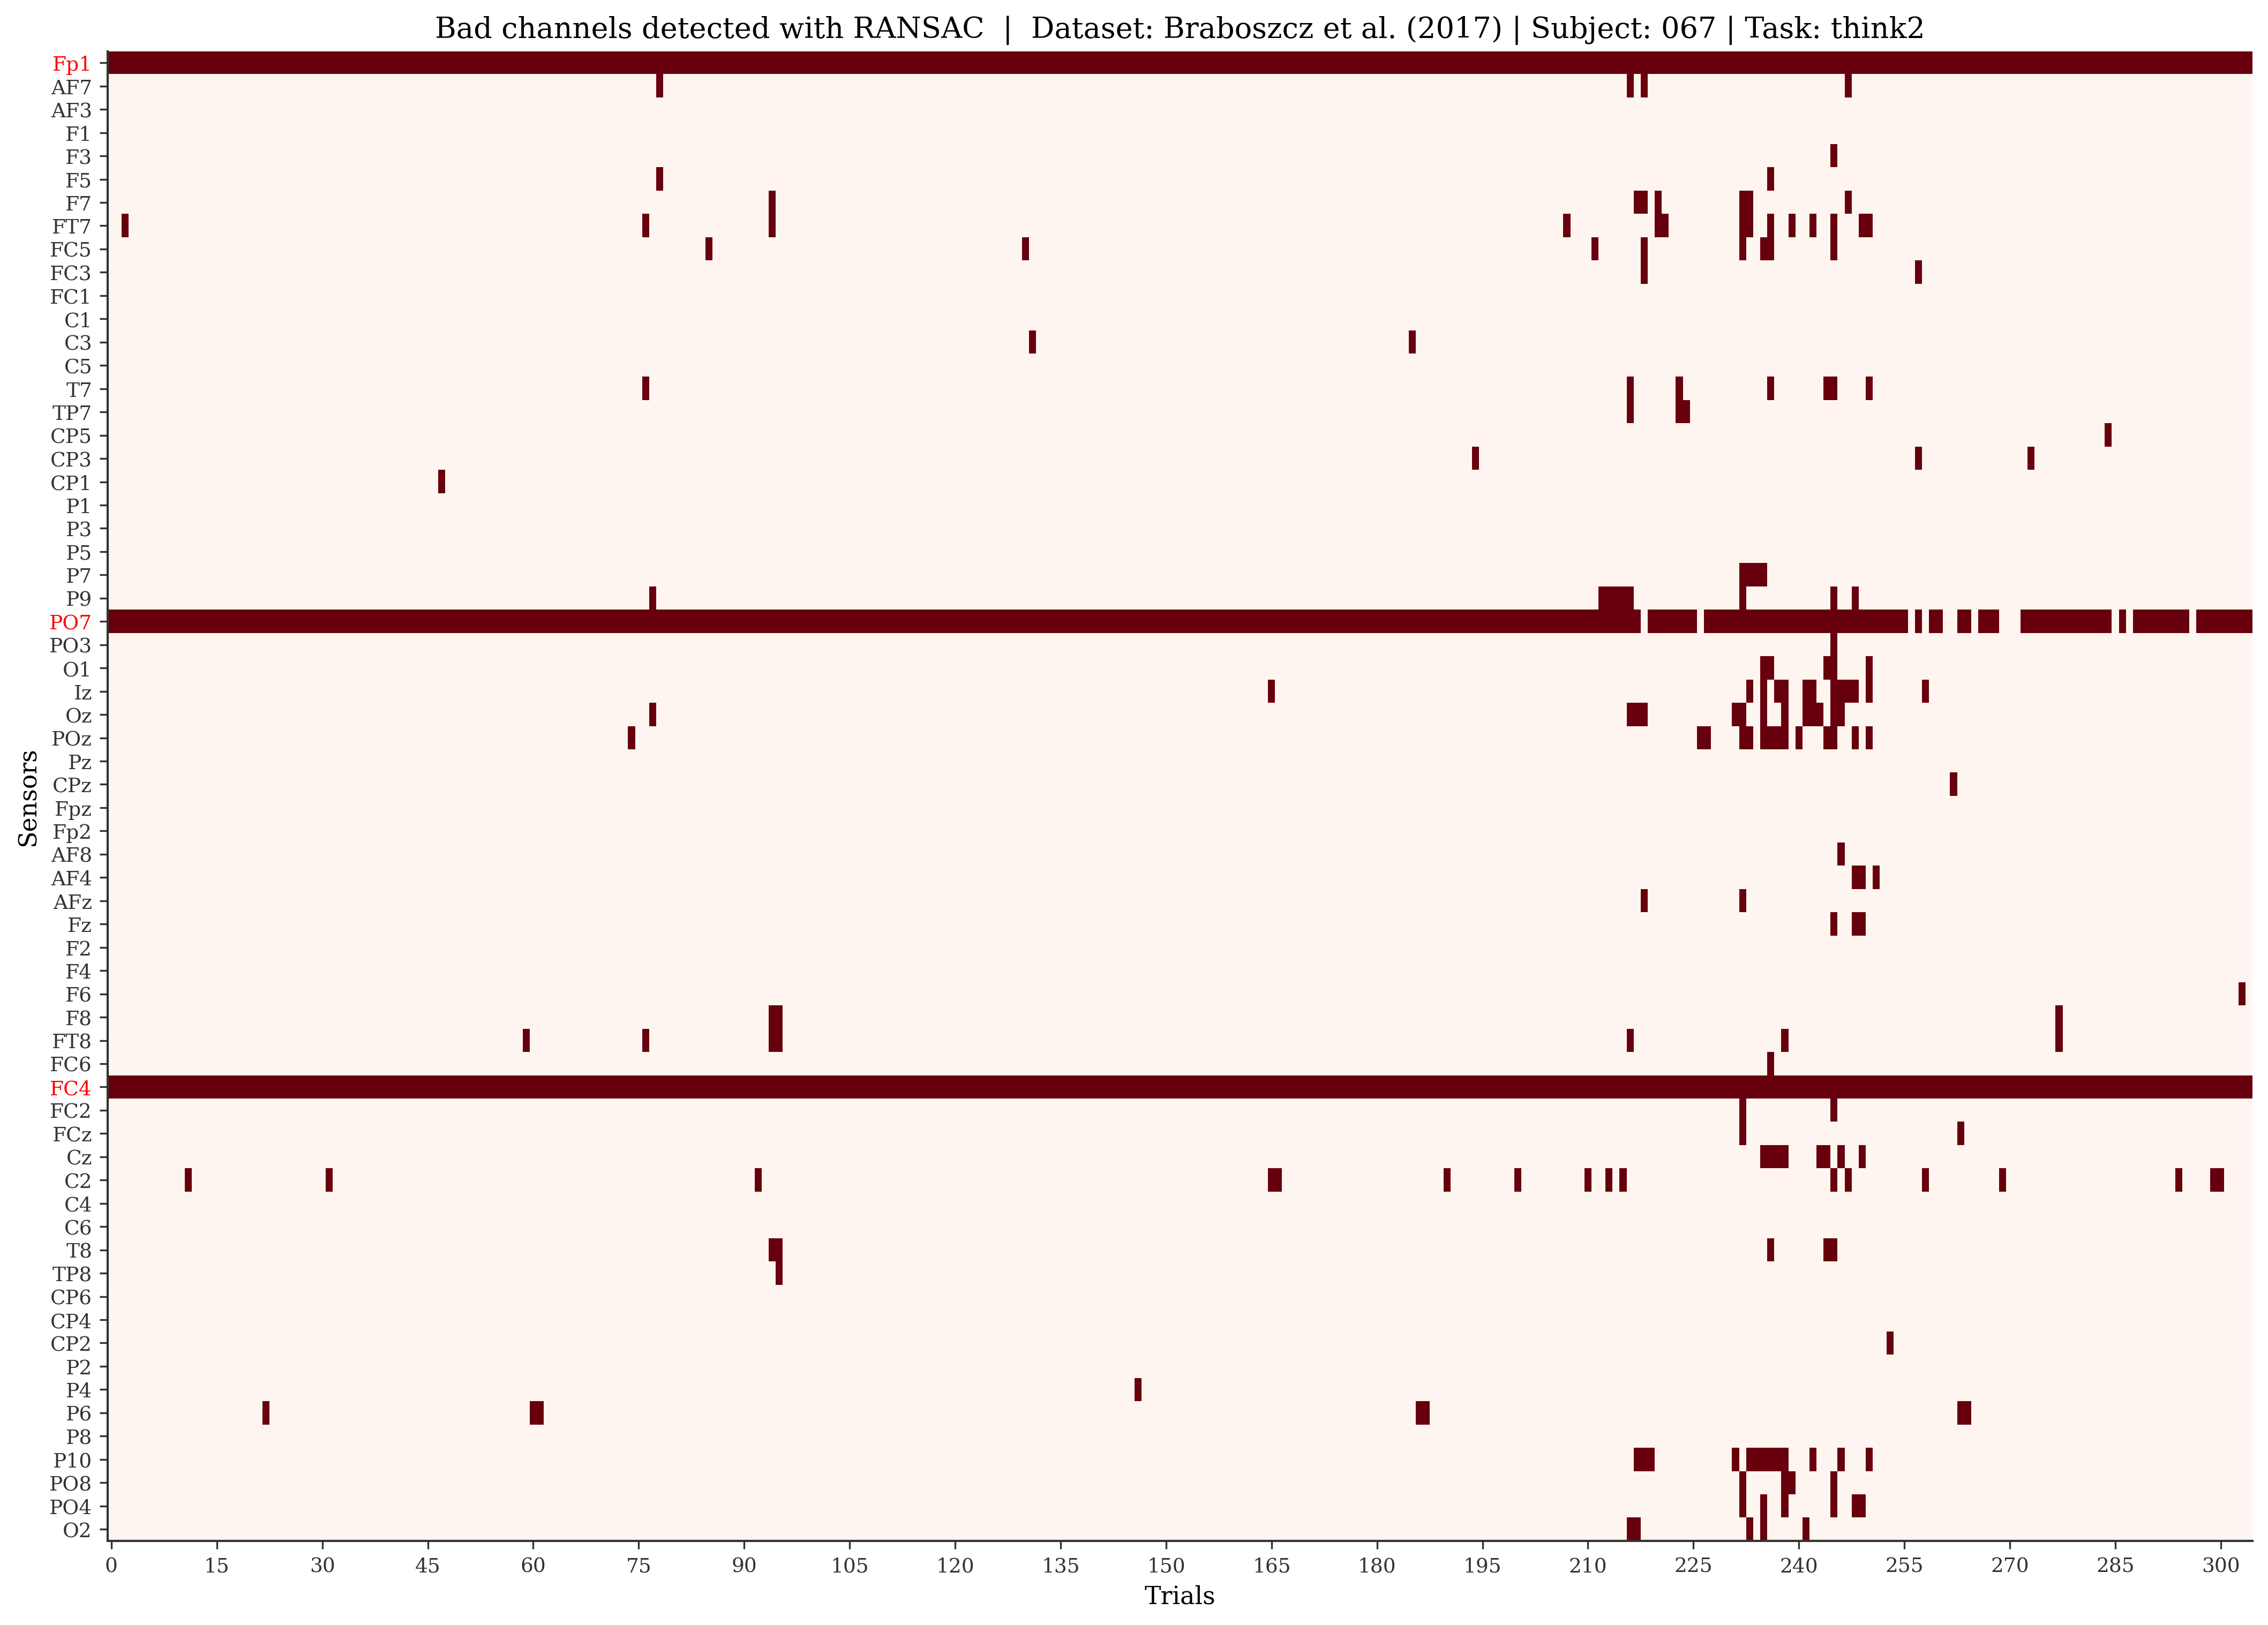 Bad channels detected with RANSAC | Dataset: Braboszcz et al. (2017) | Subject: 067 | Task: think2
Sensors
Fp1
AF7
AF3
F1
F3
F5
F7
FT7
FC5
FC3
FC1
C1
C3
C5
T7
TP7
CP5
CP3
CP1
P1
P3
P5
P7
P9
PO7
PO3
O1
Iz
Oz
POz
Pz
CPz
Fpz
Fp2
AF8
AF4
AFz
Fz
F2
F4
F6
F8
FT8
FC6
FC4
FC2
FCz
Cz
C2
C4
C6
T8
TP8
CP6
CP4
CP2
P2
P4
P6
P8
P10
PO8
PO4
O2
0 15 30 45 60 75 90 105 120 135 150 165 180 195 210 225 240 255 270 285 300
Trials